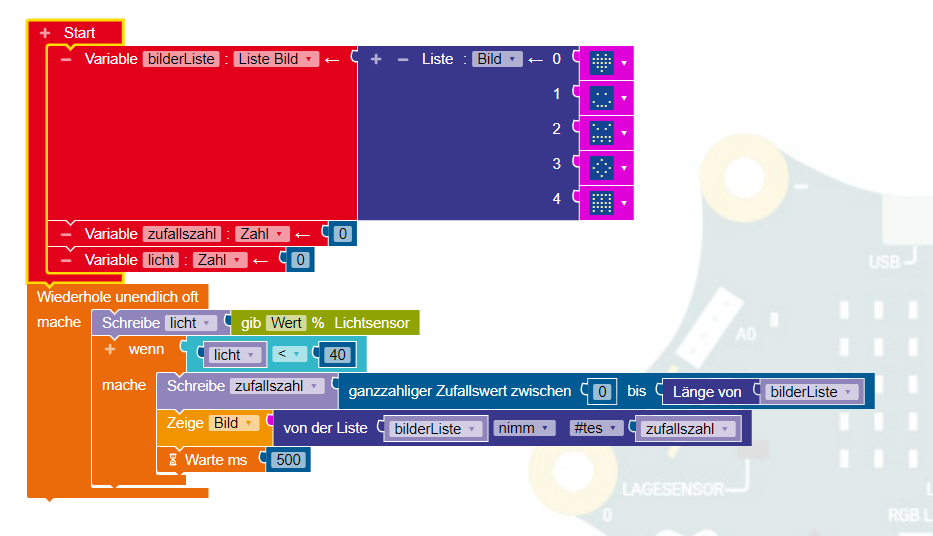 + Start
− Variable bilderListe : Liste Bild ▾ ← + − Liste : Bild ▾ ← 0
1
2
3
4
− Variable zufallszahl : Zahl ▾ ← 0
− Variable licht : Zahl ▾ ← 0
Wiederhole unendlich oft
mache Schreibe licht ▾ gib Wert % Lichtsensor
+ wenn licht ▾ < ▾ 40
mache Schreibe zufallszahl ▾ ganzzahliger Zufallswert zwischen 0 bis Länge von bilderListe ▾
Zeige Bild ▾ von der Liste bilderListe ▾ nimm ▾ #tes ▾ zufallszahl ▾
Warte ms 500
USB
A0
LAGESENSOR
0
RGB L